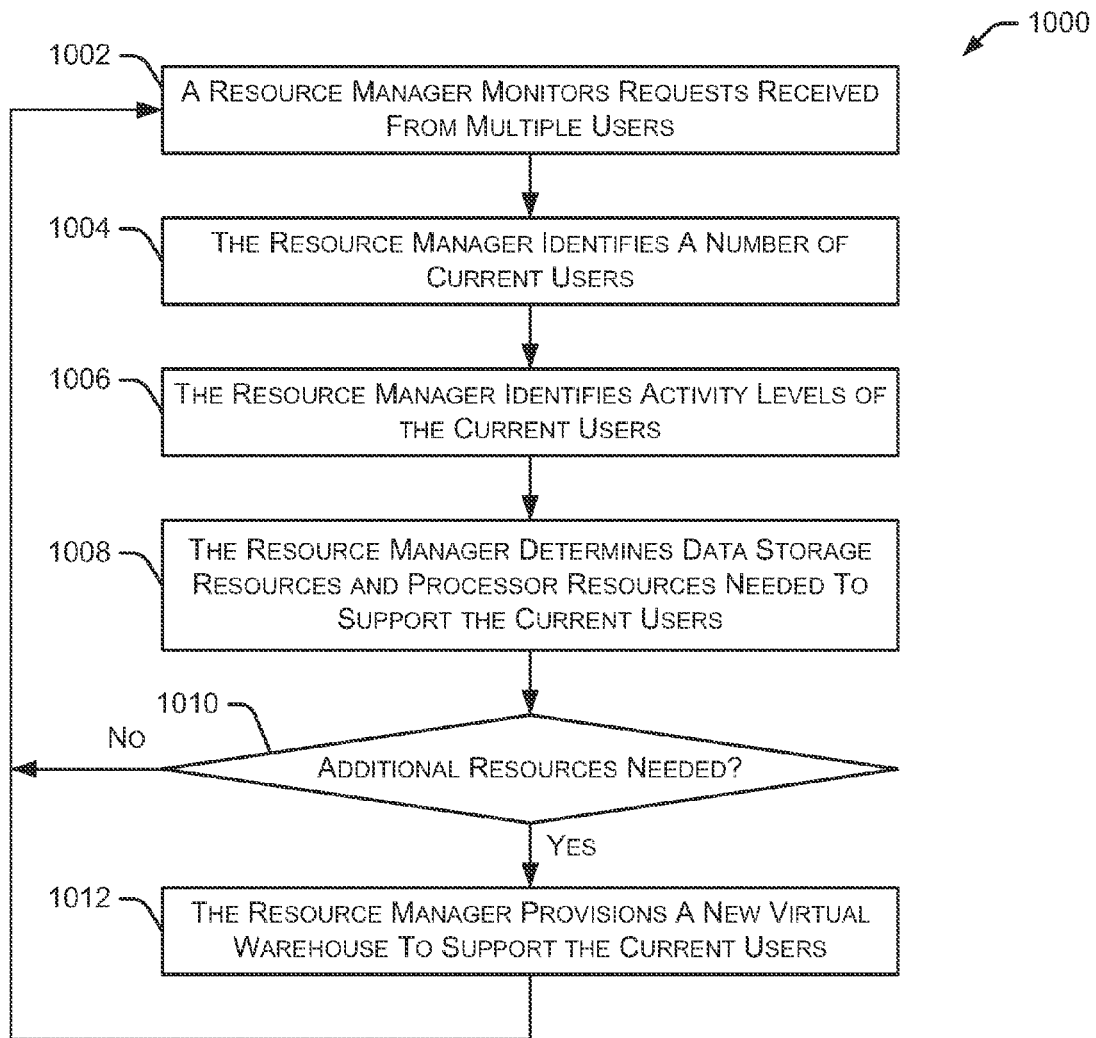 1000
1002
A RESOURCE MANAGER MONITORS REQUESTS RECEIVED
FROM MULTIPLE USERS
1004
THE RESOURCE MANAGER IDENTIFIES A NUMBER OF
CURRENT USERS
1006
THE RESOURCE MANAGER IDENTIFIES ACTIVITY LEVELS OF
THE CURRENT USERS
1008
THE RESOURCE MANAGER DETERMINES DATA STORAGE
RESOURCES AND PROCESSOR RESOURCES NEEDED TO
SUPPORT THE CURRENT USERS
1010
NO
ADDITIONAL RESOURCES NEEDED?
YES
1012
THE RESOURCE MANAGER PROVISIONS A NEW VIRTUAL
WAREHOUSE TO SUPPORT THE CURRENT USERS